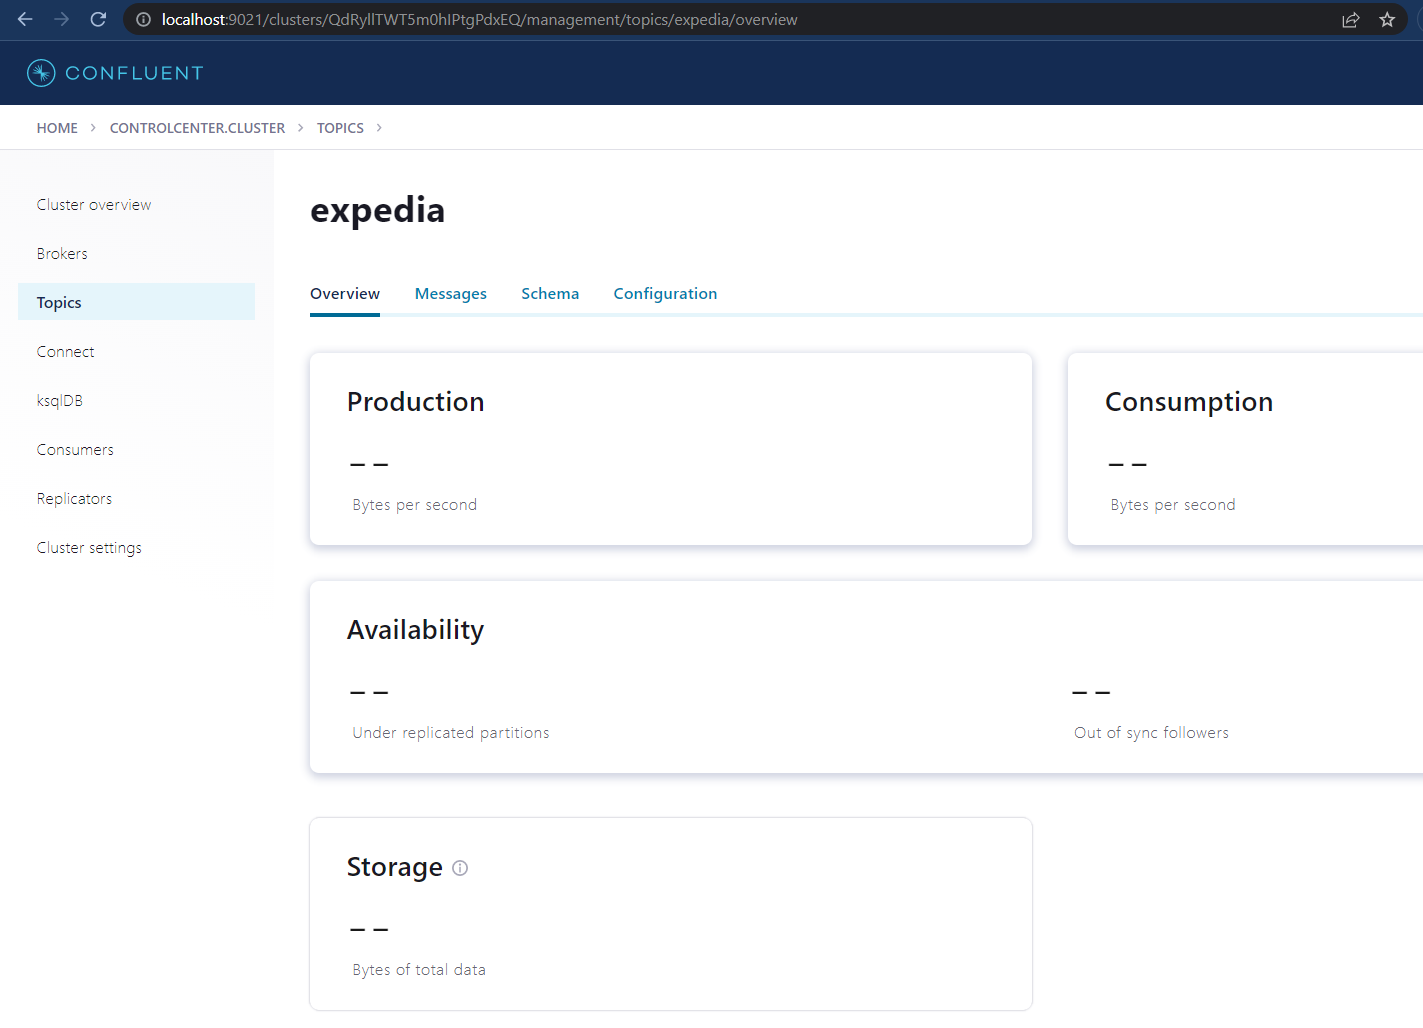 localhost:9021/clusters/QdRyllTWT5m0hIPtgPdxEQ/management/topics/expedia/overview
CONFLUENT
HOME > CONTROLCENTER.CLUSTER > TOPICS >
Cluster overview
Brokers
Topics
Connect
ksqlDB
Consumers
Replicators
Cluster settings
expedia
Overview Messages Schema Configuration
Production
--
Bytes per second
Consumption
--
Bytes per second
Availability
--
Under replicated partitions
--
Out of sync followers
Storage
--
Bytes of total data